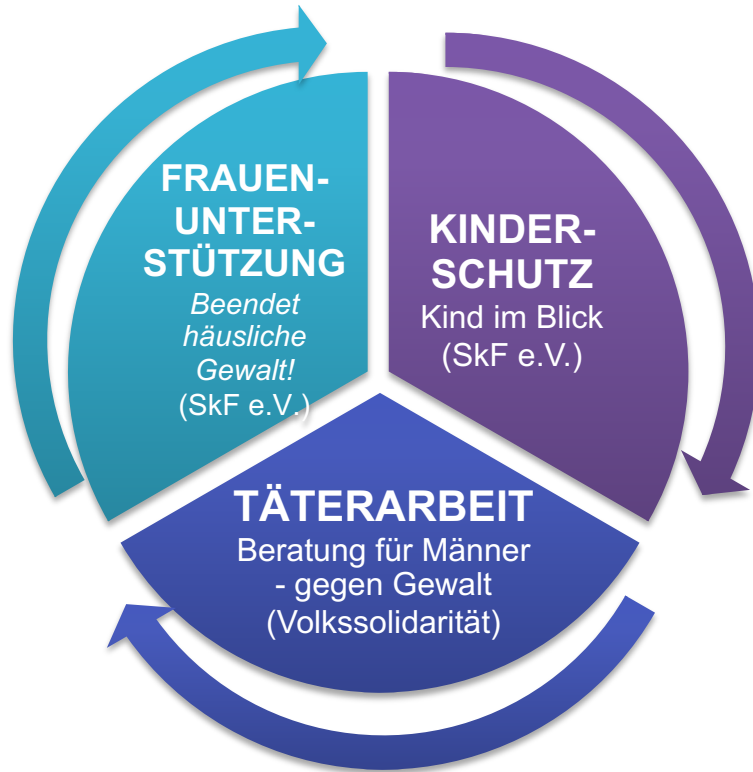 FRAUEN-
UNTER-
STÜTZUNG
Beendet
häusliche
Gewalt!
(SkF e.V.)
KINDER-
SCHUTZ
Kind im Blick
(SkF e.V.)
TÄTERARBEIT
Beratung für Männer
- gegen Gewalt
(Volkssolidarität)